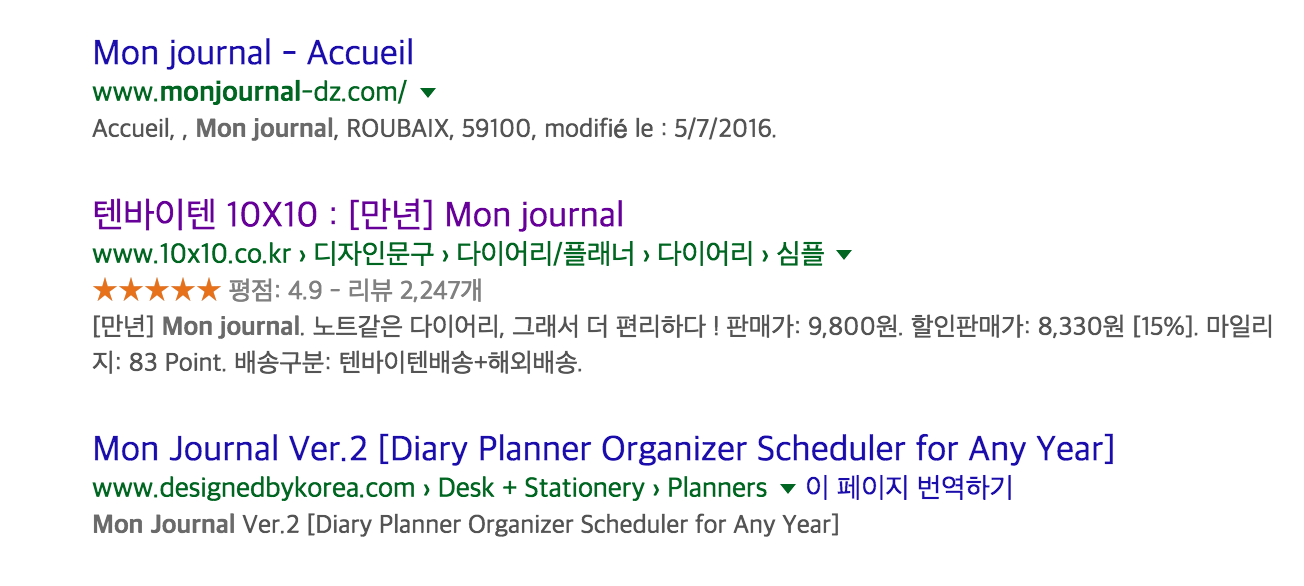 Mon journal - Accueil
www.monjournal-dz.com/ ▼
Accueil, , Mon journal, ROUBAIX, 59100, modifié le : 5/7/2016.
텐바이텐 10X10 : [만년] Mon journal
www.10x10.co.kr › 디자인문구 › 다이어리/플래너 › 다이어리 › 심플 ▼
★★★★★ 평점: 4.9 - 리뷰 2,247개
[만년] Mon journal. 노트같은 다이어리, 그래서 더 편리하다 ! 판매가: 9,800원. 할인판매가: 8,330원 [15%]. 마일리
지: 83 Point. 배송구분: 텐바이텐배송+해외배송.
Mon Journal Ver.2 [Diary Planner Organizer Scheduler for Any Year]
www.designedbykorea.com › Desk + Stationery › Planners ▼ 이 페이지 번역하기
Mon Journal Ver.2 [Diary Planner Organizer Scheduler for Any Year]